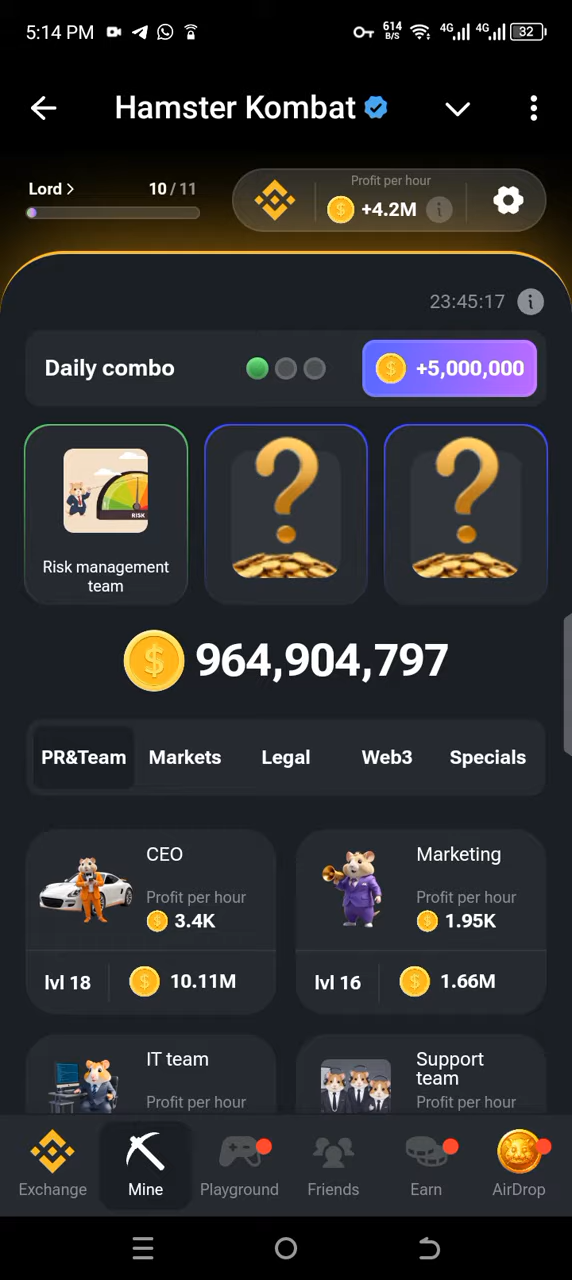 5:14 PM 614 B/S 4G 4G 32
Hamster Kombat
Lord > 10 / 11
Profit per hour
+4.2M
23:45:17
Daily combo +5,000,000
RISK
Risk management
team
964,904,797
PR&Team Markets Legal Web3 Specials
CEO
Profit per hour
3.4K
lvl 18 10.11M
Marketing
Profit per hour
1.95K
lvl 16 1.66M
IT team
Profit per hour
Support
team
Profit per hour
Exchange Mine Playground Friends Earn AirDrop